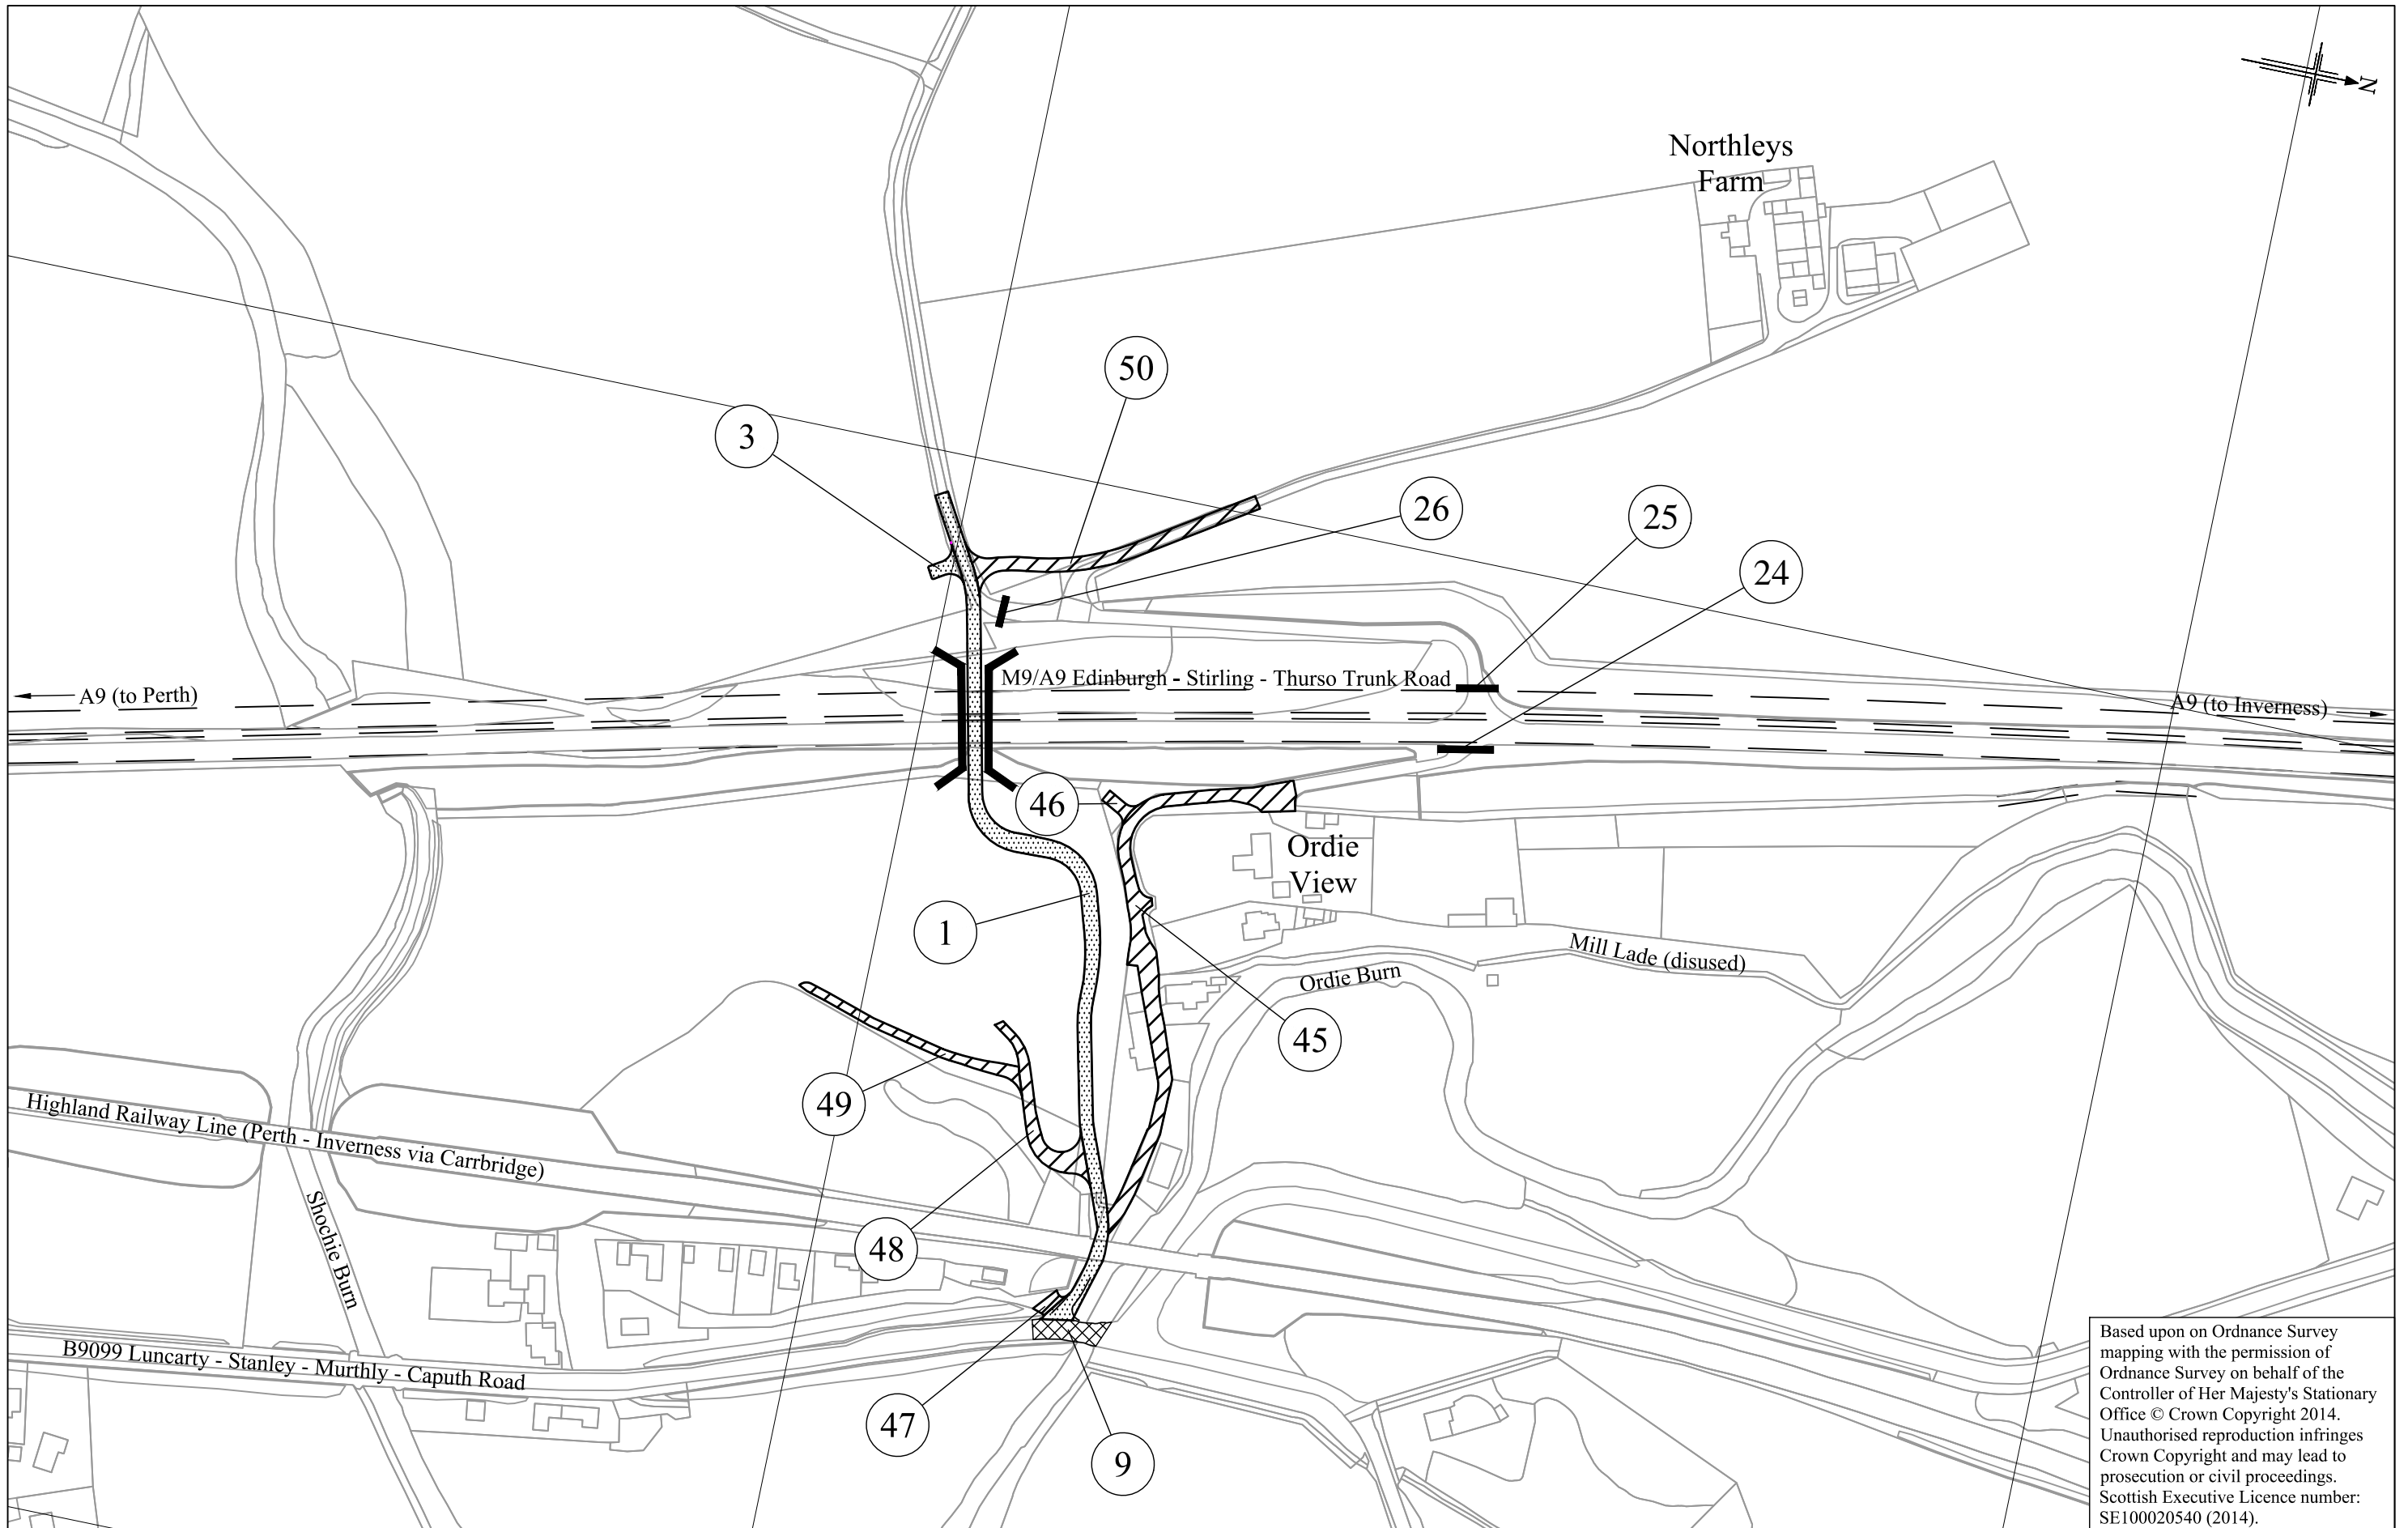 N
Northleys
Farm
50
3
26
25
24
M9/A9 Edinburgh - Stirling - Thurso Trunk Road
A9 (to Perth)
A9 (to Inverness)
46
Ordie
View
1
Mill Lade (disused)
Ordie Burn
45
49
Highland Railway Line (Perth - Inverness via Carrbridge)
Shochie Burn
48
B9099 Luncarty - Stanley - Murthly - Caputh Road
47
9
Based upon on Ordnance Survey
mapping with the permission of
Ordnance Survey on behalf of the
Controller of Her Majesty's Stationary
Office © Crown Copyright 2014.
Unauthorised reproduction infringes
Crown Copyright and may lead to
prosecution or civil proceedings.
Scottish Executive Licence number:
SE100020540 (2014).